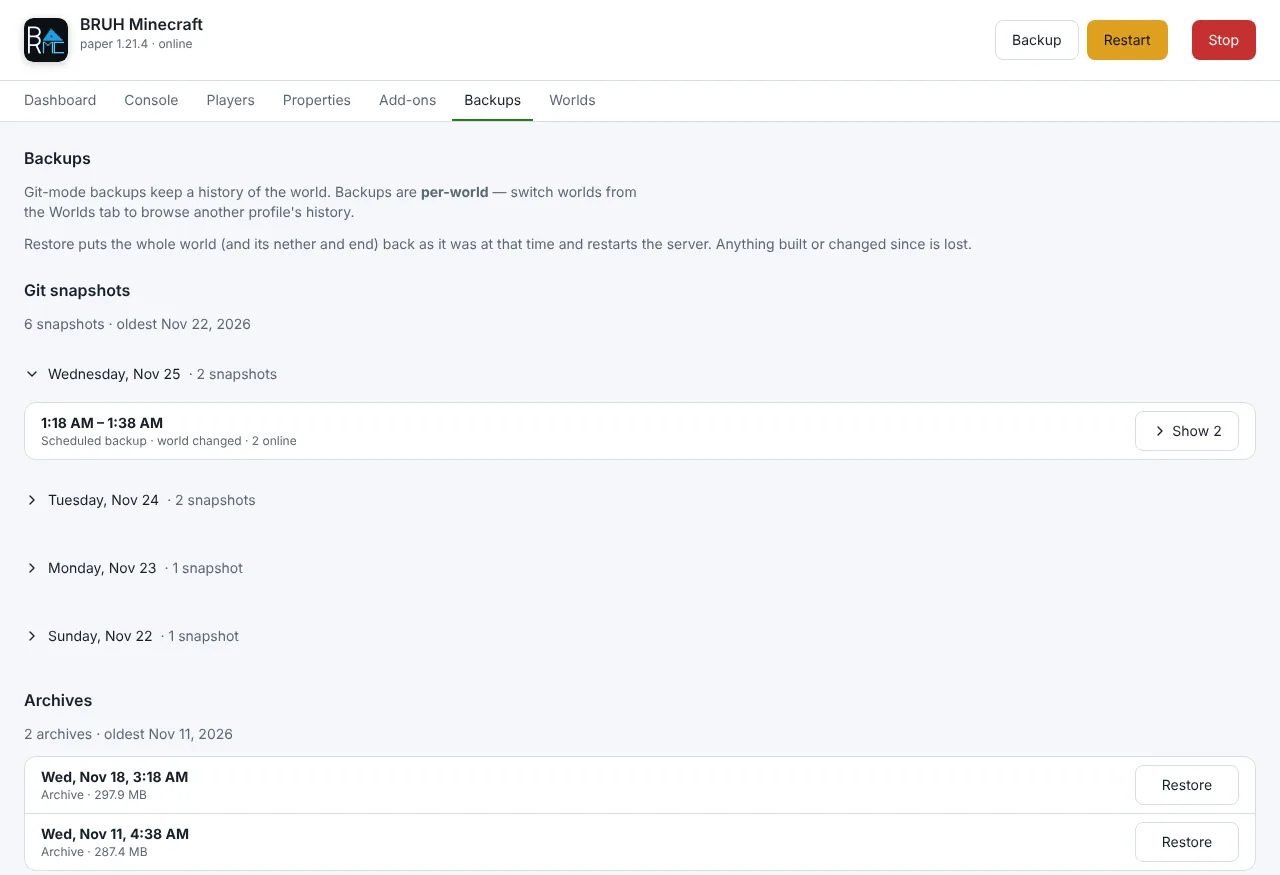 R MC
BRUH Minecraft
paper 1.21.4 · online
Backup
Restart
Stop
Dashboard
Console
Players
Properties
Add-ons
Backups
Worlds
Backups
Git-mode backups keep a history of the world. Backups are per-world — switch worlds from
the Worlds tab to browse another profile's history.
Restore puts the whole world (and its nether and end) back as it was at that time and restarts the server. Anything built or changed since is lost.
Git snapshots
6 snapshots · oldest Nov 22, 2026
Wednesday, Nov 25 · 2 snapshots
1:18 AM – 1:38 AM
Scheduled backup · world changed · 2 online
Show 2
Tuesday, Nov 24 · 2 snapshots
Monday, Nov 23 · 1 snapshot
Sunday, Nov 22 · 1 snapshot
Archives
2 archives · oldest Nov 11, 2026
Wed, Nov 18, 3:18 AM
Archive · 297.9 MB
Restore
Wed, Nov 11, 4:38 AM
Archive · 287.4 MB
Restore